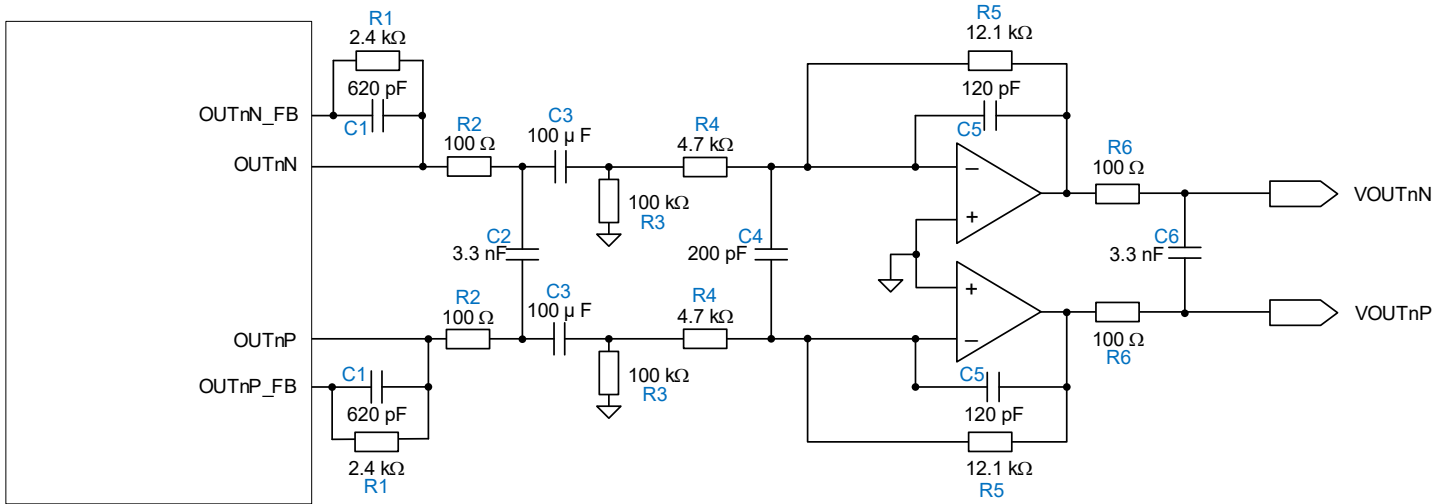 R1
2.4 kΩ
620 pF
C1
OUTnN_FB
OUTnN
R2
100 Ω
C3
100 µ F
R4
4.7 kΩ
R5
12.1 kΩ
120 pF
C5
R6
100 Ω
VOUTnN
100 kΩ
R3
C2
3.3 nF
C4
200 pF
−
+
C6
3.3 nF
R2
100 Ω
C3
100 µ F
R4
4.7 kΩ
+
−
VOUTnP
100 Ω
R6
OUTnP
OUTnP_FB
C1
620 pF
2.4 kΩ
R1
100 kΩ
R3
C5
120 pF
12.1 kΩ
R5